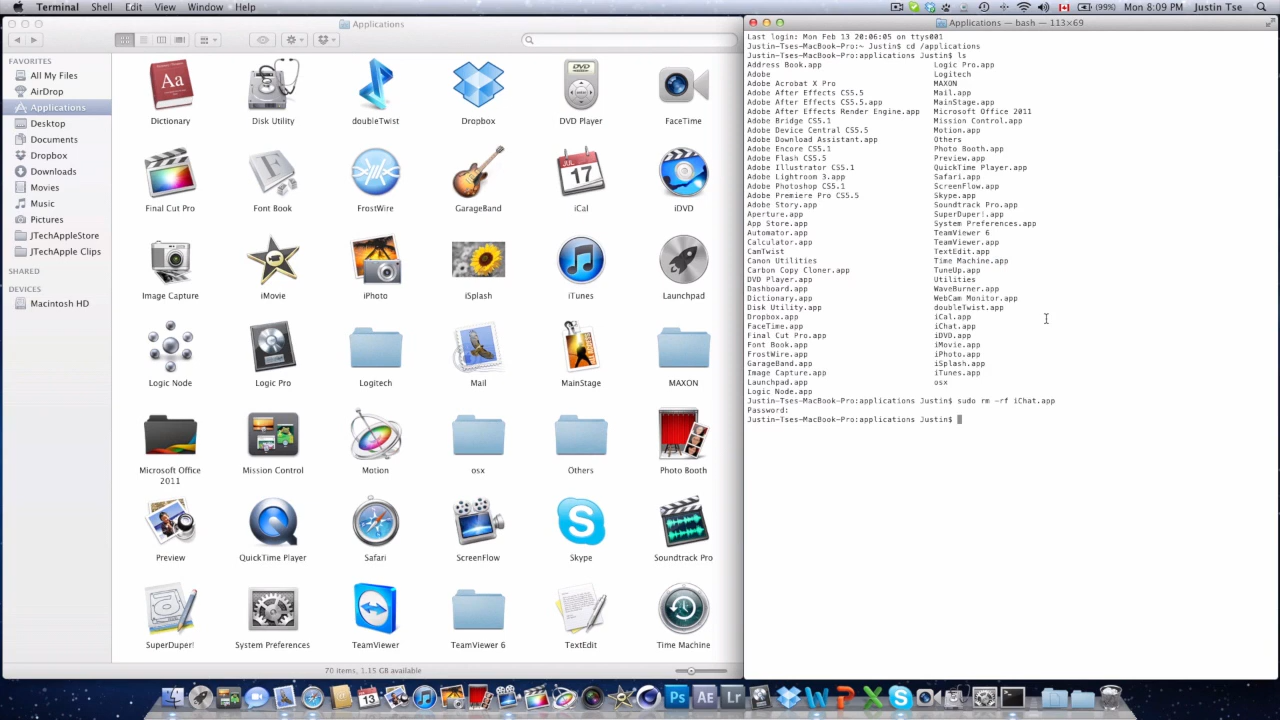 Terminal Shell Edit View Window Help
(99%) Mon 8:09 PM Justin Tse
Applications
FAVORITES
All My Files
AirDrop
Applications
Desktop
Documents
Dropbox
Downloads
Movies
Music
Pictures
JTechAppleStore
JTechApple Clips
SHARED
DEVICES
Macintosh HD
Dictionary Disk Utility doubleTwist Dropbox DVD Player FaceTime
Final Cut Pro Font Book FrostWire GarageBand iCal iDVD
Image Capture iMovie iPhoto iSplash iTunes Launchpad
Logic Node Logic Pro Logitech Mail MainStage MAXON
Microsoft Office 2011 Mission Control Motion osx Others Photo Booth
Preview QuickTime Player Safari ScreenFlow Skype Soundtrack Pro
SuperDuper! System Preferences TeamViewer TeamViewer 6 TextEdit Time Machine
70 items, 1.15 GB available
Applications — bash — 113×69
Last login: Mon Feb 13 20:06:05 on ttys001
Justin-Tses-MacBook-Pro:~ Justin$ cd /applications
Justin-Tses-MacBook-Pro:applications Justin$ ls
Address Book.app Logic Pro.app
Adobe Logitech
Adobe Acrobat X Pro MAXON
Adobe After Effects CS5.5 Mail.app
Adobe After Effects CS5.5.app MainStage.app
Adobe After Effects Render Engine.app Microsoft Office 2011
Adobe Bridge CS5.1 Mission Control.app
Adobe Device Central CS5.5 Motion.app
Adobe Download Assistant.app Others
Adobe Encore CS5.1 Photo Booth.app
Adobe Flash CS5.5 Preview.app
Adobe Illustrator CS5.1 QuickTime Player.app
Adobe Lightroom 3.app Safari.app
Adobe Photoshop CS5.1 ScreenFlow.app
Adobe Premiere Pro CS5.5 Skype.app
Adobe Story.app Soundtrack Pro.app
Aperture.app SuperDuper!.app
App Store.app System Preferences.app
Automator.app TeamViewer 6
Calculator.app TeamViewer.app
CamTwist TextEdit.app
Canon Utilities Time Machine.app
Carbon Copy Cloner.app TuneUp.app
DVD Player.app Utilities
Dashboard.app WaveBurner.app
Dictionary.app WebCam Monitor.app
Disk Utility.app doubleTwist.app
Dropbox.app iCal.app
FaceTime.app iChat.app
Final Cut Pro.app iDVD.app
Font Book.app iMovie.app
FrostWire.app iPhoto.app
GarageBand.app iSplash.app
Image Capture.app iTunes.app
Launchpad.app osx
Logic Node.app
Justin-Tses-MacBook-Pro:applications Justin$ sudo rm -rf iChat.app
Password:
Justin-Tses-MacBook-Pro:applications Justin$